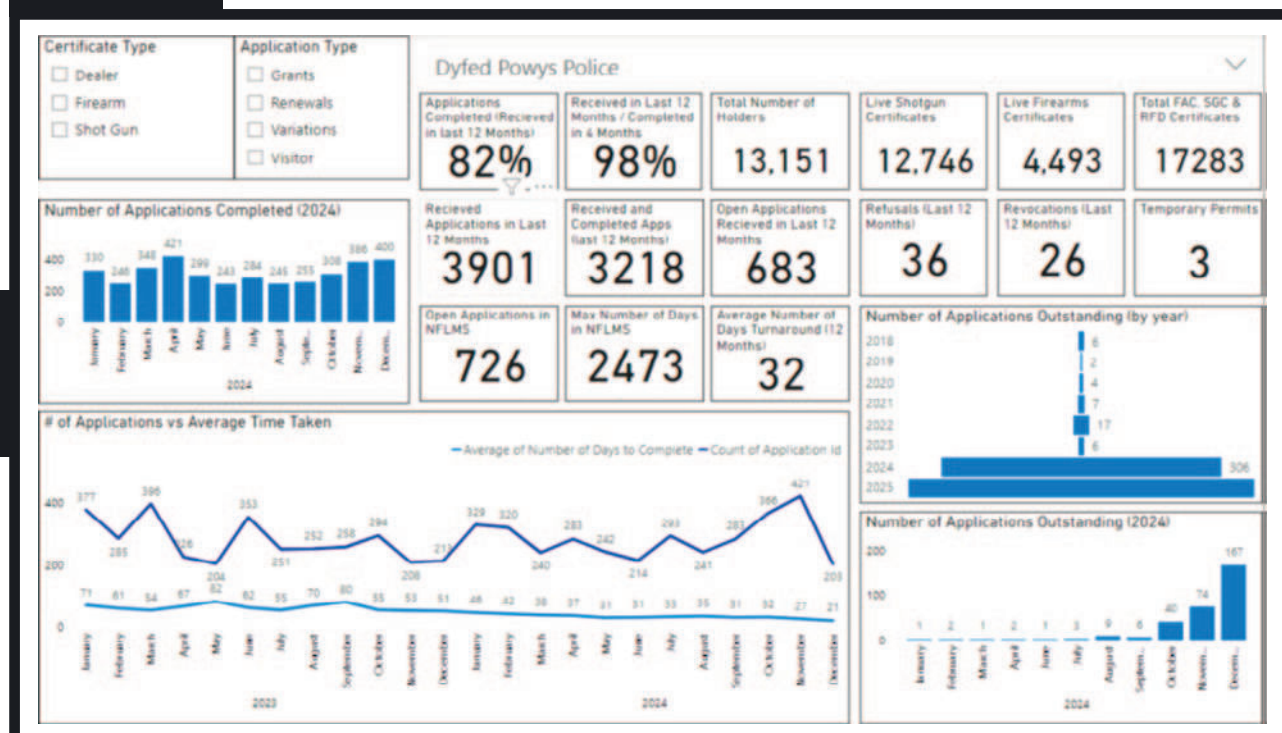 Certificate Type
Dealer
Firearm
Shot Gun
Application Type
Grants
Renewals
Variations
Visitor
Dyfed Powys Police
Applications
Completed (Recieved
in last 12 Months)
82%
Received in Last 12
Months / Completed
in 4 Months
98%
Total Number of
Holders
13,151
Live Shotgun
Certificates
12,746
Live Firearms
Certificates
4,493
Total FAC, SGC &
RFD Certificates
17283
Number of Applications Completed (2024)
400
200
0
330
246
348
421
299
243
284
245
255
308
386
400
January
February
March
April
May
June
July
August
Septe...
October
Novem...
Decem...
2024
Recieved
Applications in Last
12 Months
3901
Received and
Completed Apps
(last 12 Months)
3218
Open Applications
Recieved in Last 12
Months
683
Refusals (Last 12
Months)
36
Revocations (Last
12 Months)
26
Temporary Permits
3
Open Applications in
NFLMS
726
Max Number of Days
in NFLMS
2473
Average Number of
Days Turnaround (12
Months)
32
Number of Applications Outstanding (by year)
2018
6
2019
2
2020
4
2021
7
2022
17
2023
6
2024
306
2025
# of Applications vs Average Time Taken
Average of Number of Days to Complete
Count of Application Id
400
200
0
377
285
396
204
353
251
252
258
294
208
329
320
240
283
242
214
293
241
283
366
421
203
71
61
54
67
82
62
55
70
80
55
53
51
46
42
38
37
31
31
33
35
31
32
27
21
January
February
March
April
May
June
July
August
September
October
November
December
January
February
March
April
May
June
July
August
September
October
November
December
2023
2024
Number of Applications Outstanding (2024)
200
100
0
1
2
1
2
1
3
9
6
40
74
167
January
February
March
April
June
July
August
Septem...
October
Novem...
Decem...
2024